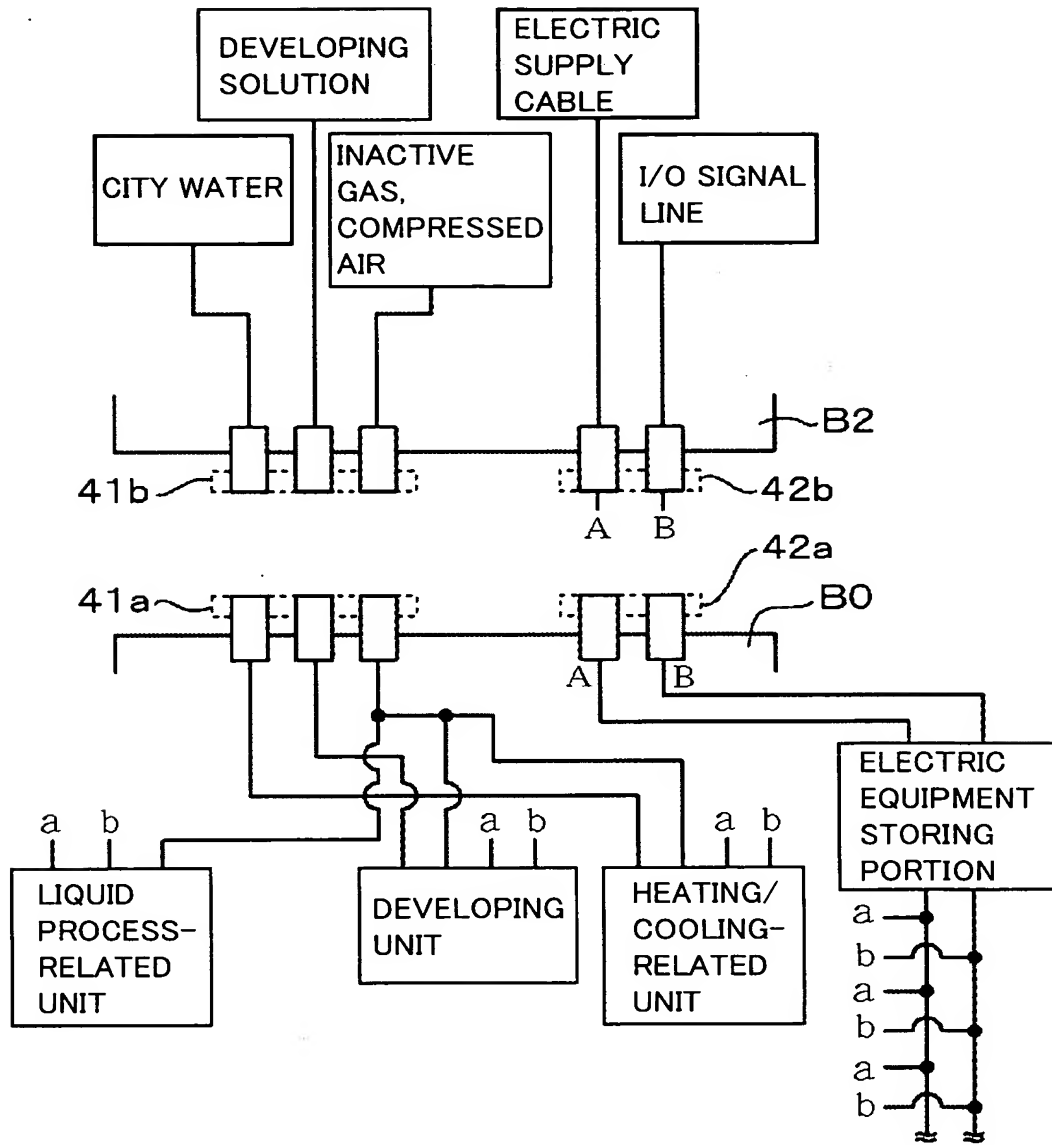 DEVELOPING
SOLUTION
ELECTRIC
SUPPLY
CABLE
CITY WATER
INACTIVE
GAS,
COMPRESSED
AIR
I/O SIGNAL
LINE
B2
41b
42b
A B
42a
41a
B0
A B
ELECTRIC
EQUIPMENT
STORING
PORTION
a b
a b
a b
LIQUID
PROCESS-
RELATED
UNIT
DEVELOPING
UNIT
HEATING/
COOLING-
RELATED
UNIT
a
b
a
b
a
b